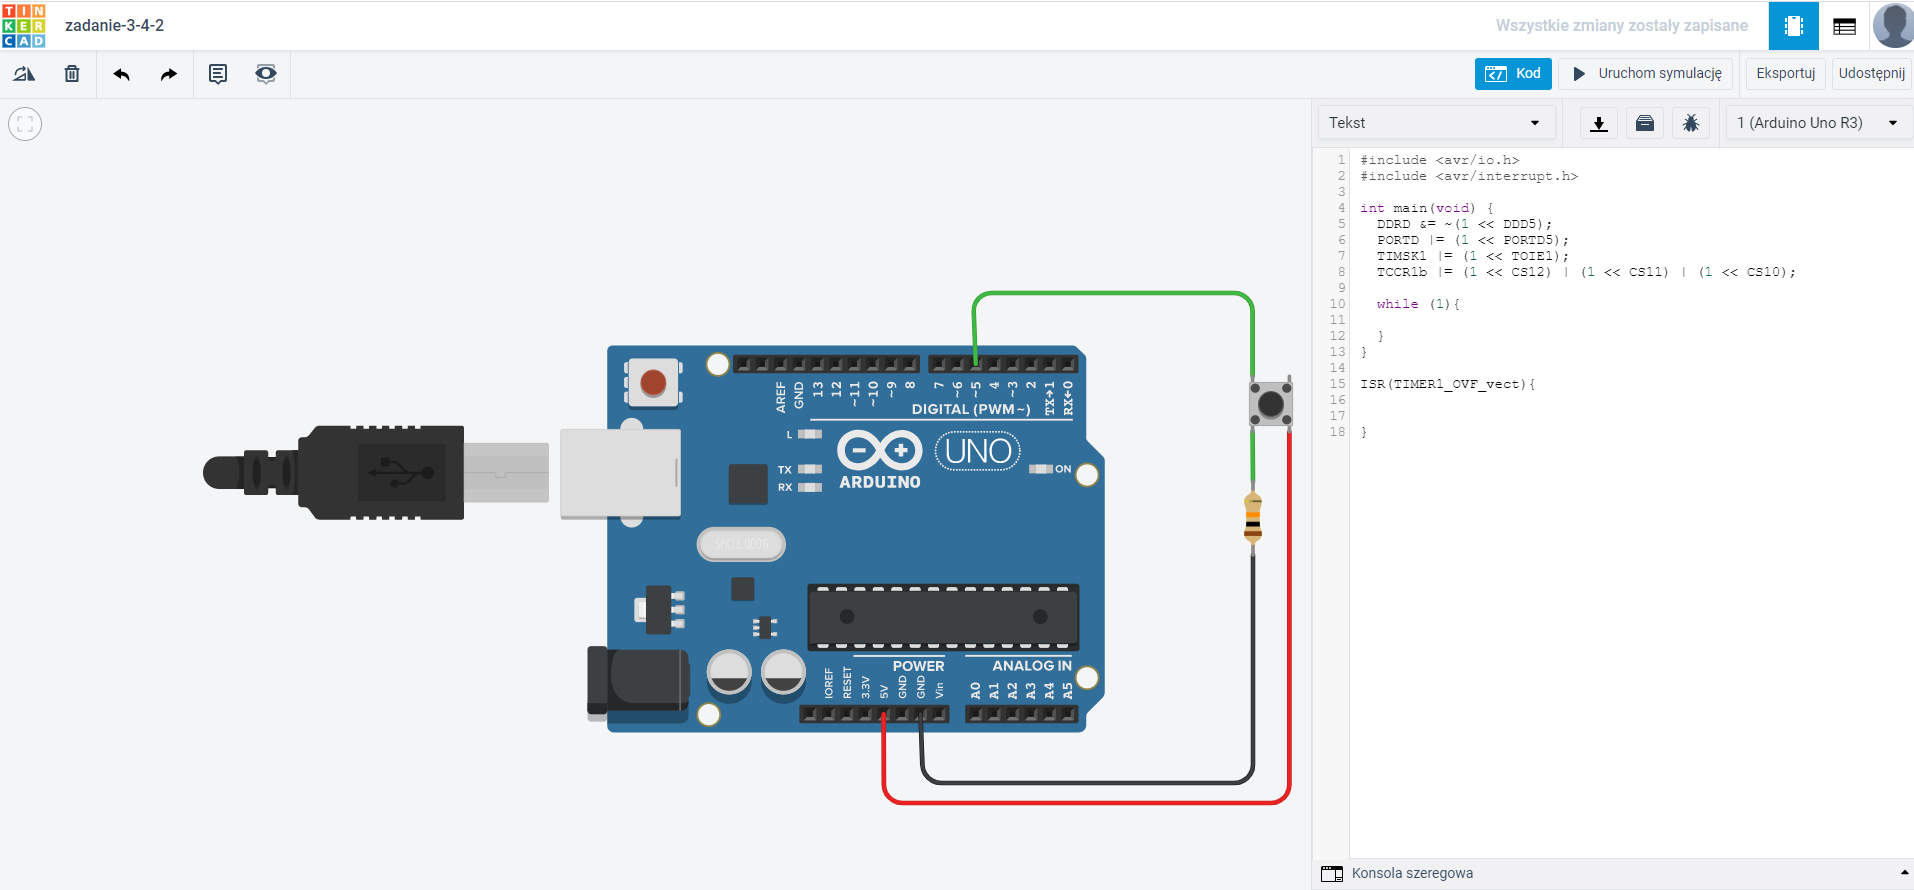 TIN
KER
CAD
zadanie-3-4-2
Wszystkie zmiany zostały zapisane
Kod
Uruchom symulację
Eksportuj
Udostępnij
Tekst
1 (Arduino Uno R3)
1 #include <avr/io.h>
2 #include <avr/interrupt.h>
3
4 int main(void) {
5 DDRD &= ~(1 << DDD5);
6 PORTD |= (1 << PORTD5);
7 TIMSK1 |= (1 << TOIE1);
8 TCCR1b |= (1 << CS12) | (1 << CS11) | (1 << CS10);
9
10 while (1){
11
12 }
13 }
14
15 ISR(TIMER1_OVF_vect){
16
17
18 }
AREF GND 13 12 ~11 ~10 ~9 8 7 ~6 ~5 4 ~3 2 TX→1 RX←0
DIGITAL (PWM~)
L
TX
RX
UNO
ON
ARDUINO
SPK16.000G
POWER
ANALOG IN
IOREF RESET 3.3V 5V GND GND Vin A0 A1 A2 A3 A4 A5
Konsola szeregowa